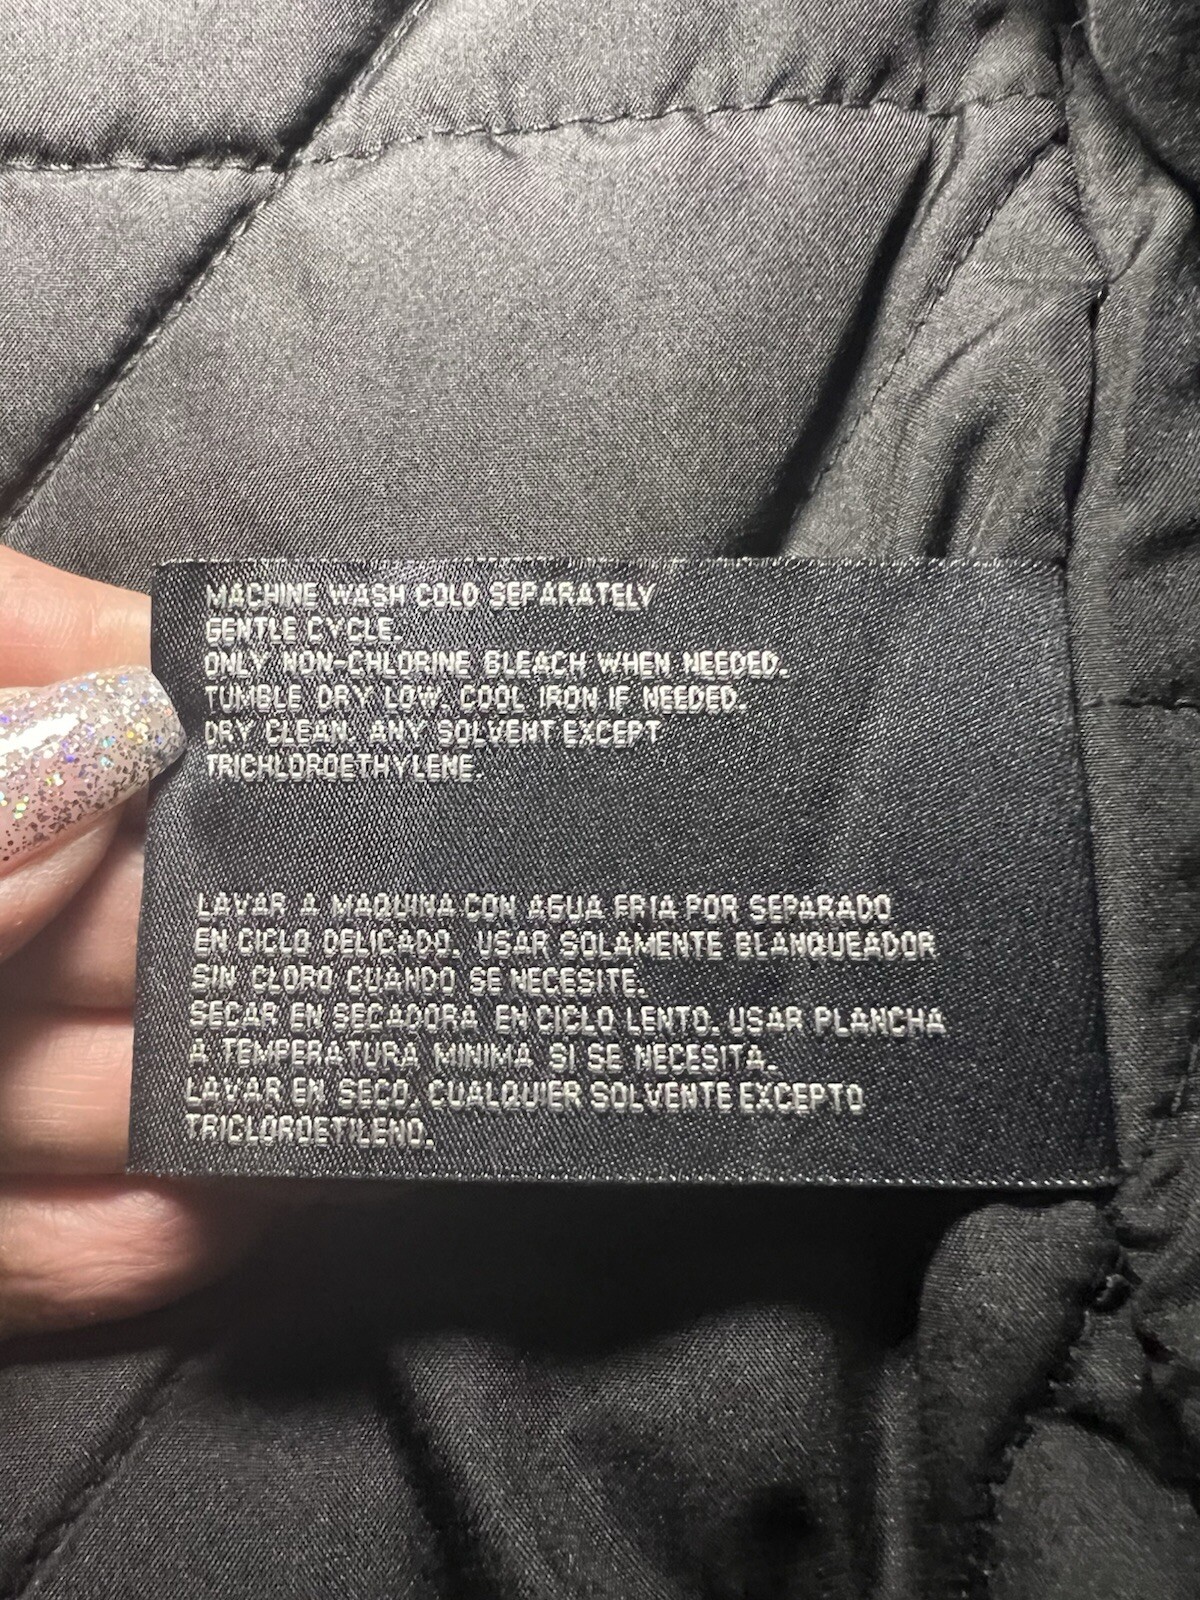 MACHINE WASH COLD SEPARATELY
GENTLE CYCLE.
ONLY NON-CHLORINE BLEACH WHEN NEEDED.
TUMBLE DRY LOW. COOL IRON IF NEEDED.
DRY CLEAN. ANY SOLVENT EXCEPT
TRICHLOROETHYLENE.
LAVAR A MAQUINA CON AGUA FRIA POR SEPARADO
EN CICLO DELICADO. USAR SOLAMENTE BLANQUEADOR
SIN CLORO CUANDO SE NECESITE.
SECAR EN SECADORA EN CICLO LENTO. USAR PLANCHA
A TEMPERATURA MINIMA SI SE NECESITA.
LAVAR EN SECO. CUALQUIER SOLVENTE EXCEPTO
TRICLOROETILENO.